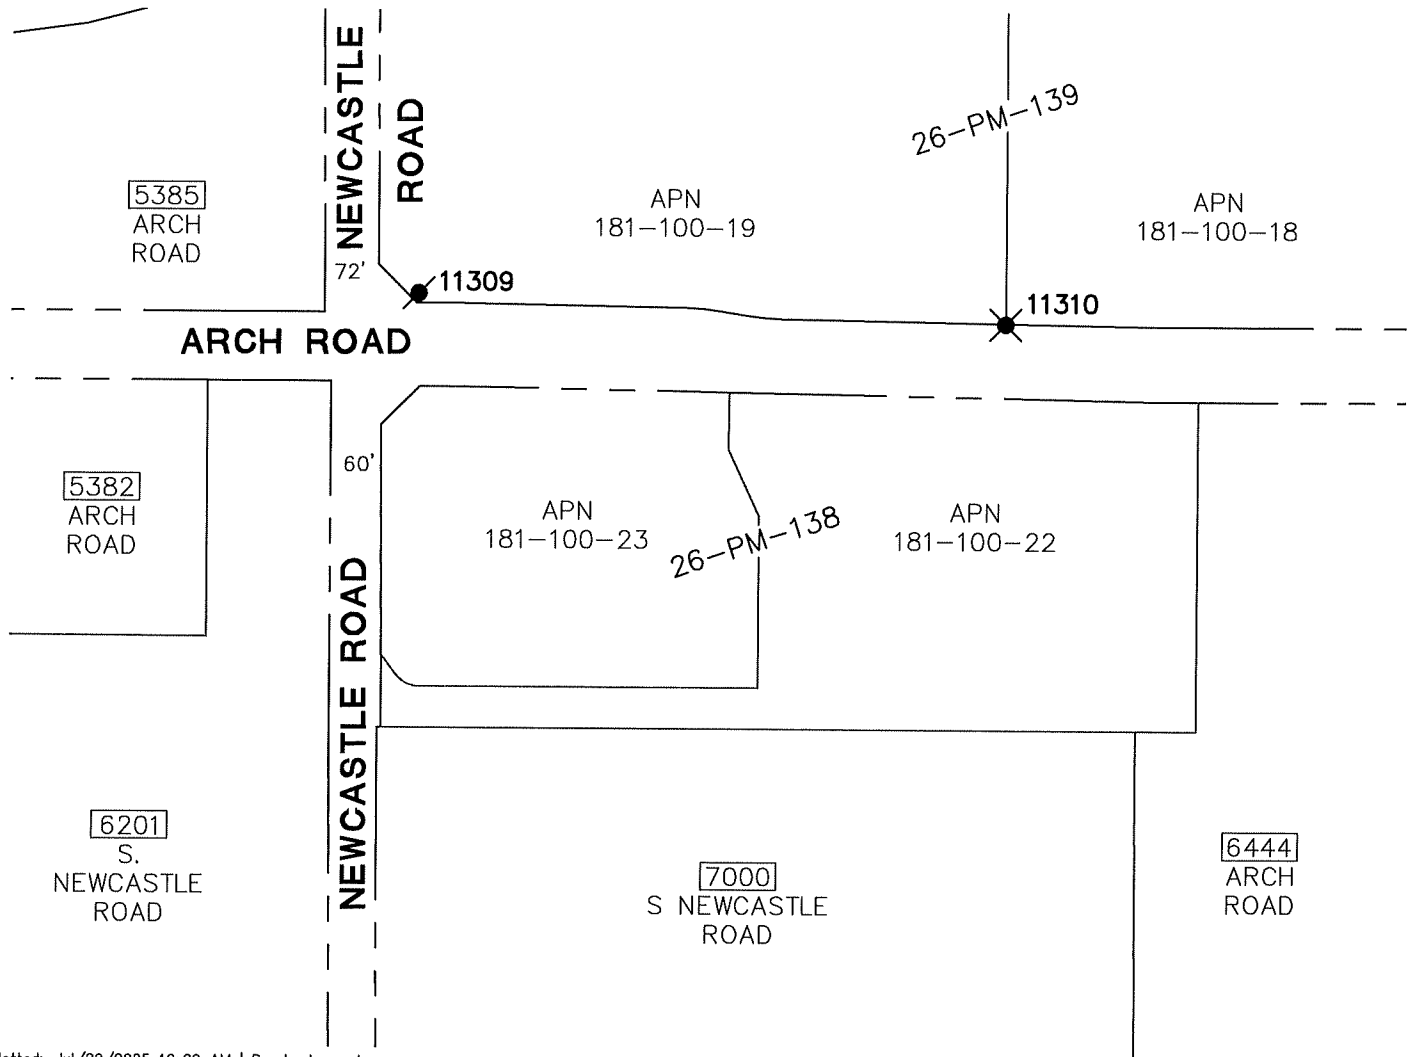 NEWCASTLE
ROAD
26-PM-139
5385
ARCH
ROAD
APN
181-100-19
APN
181-100-18
72'
11309
11310
ARCH ROAD
60'
5382
ARCH
ROAD
APN
181-100-23
26-PM-138
APN
181-100-22
NEWCASTLE ROAD
6201
S.
NEWCASTLE
ROAD
7000
S NEWCASTLE
ROAD
6444
ARCH
ROAD